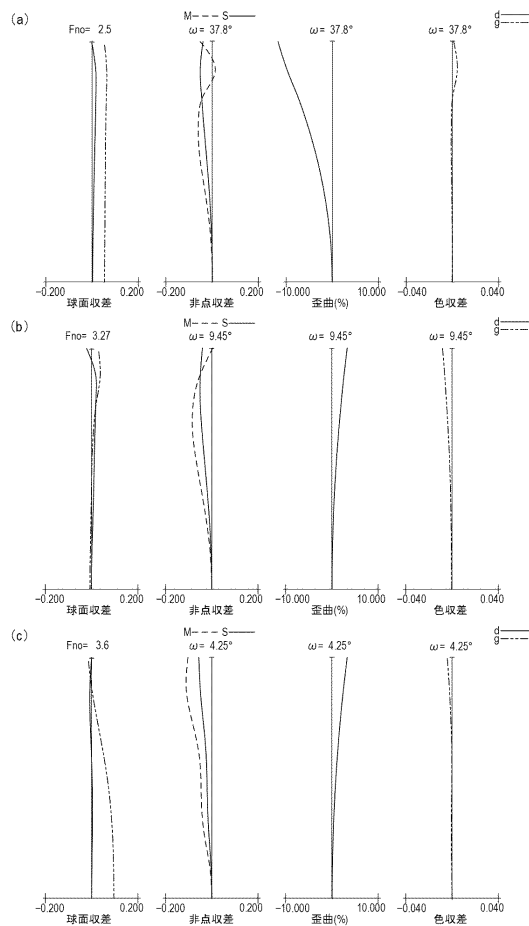 (a)
M S d
g
Fno= 2.5 ω= 37.8° ω= 37.8° ω= 37.8°
−0.200 0.200 −0.200 0.200 −10.000 10.000 −0.040 0.040
球面収差 非点収差 歪曲(%) 色収差
(b)
M S d
g
Fno= 3.27 ω= 9.45° ω= 9.45° ω= 9.45°
−0.200 0.200 −0.200 0.200 −10.000 10.000 −0.040 0.040
球面収差 非点収差 歪曲(%) 色収差
(c)
M S d
g
Fno= 3.6 ω= 4.25° ω= 4.25° ω= 4.25°
−0.200 0.200 −0.200 0.200 −10.000 10.000 −0.040 0.040
球面収差 非点収差 歪曲(%) 色収差